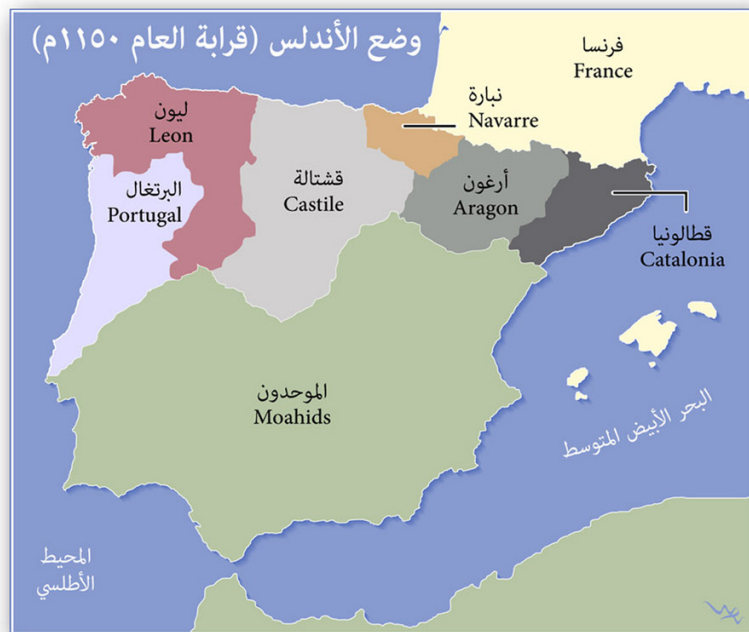 وضع الأندلس (قرابة العام ١١٥٠م)
فرنسا
France
نبارة
Navarre
ليون
Leon
قشتالة
Castile
البرتغال
Portugal
أرغون
Aragon
قطالونيا
Catalonia
الموحدون
Moahids
البحر الأبيض المتوسط
المحيط
الأطلسي